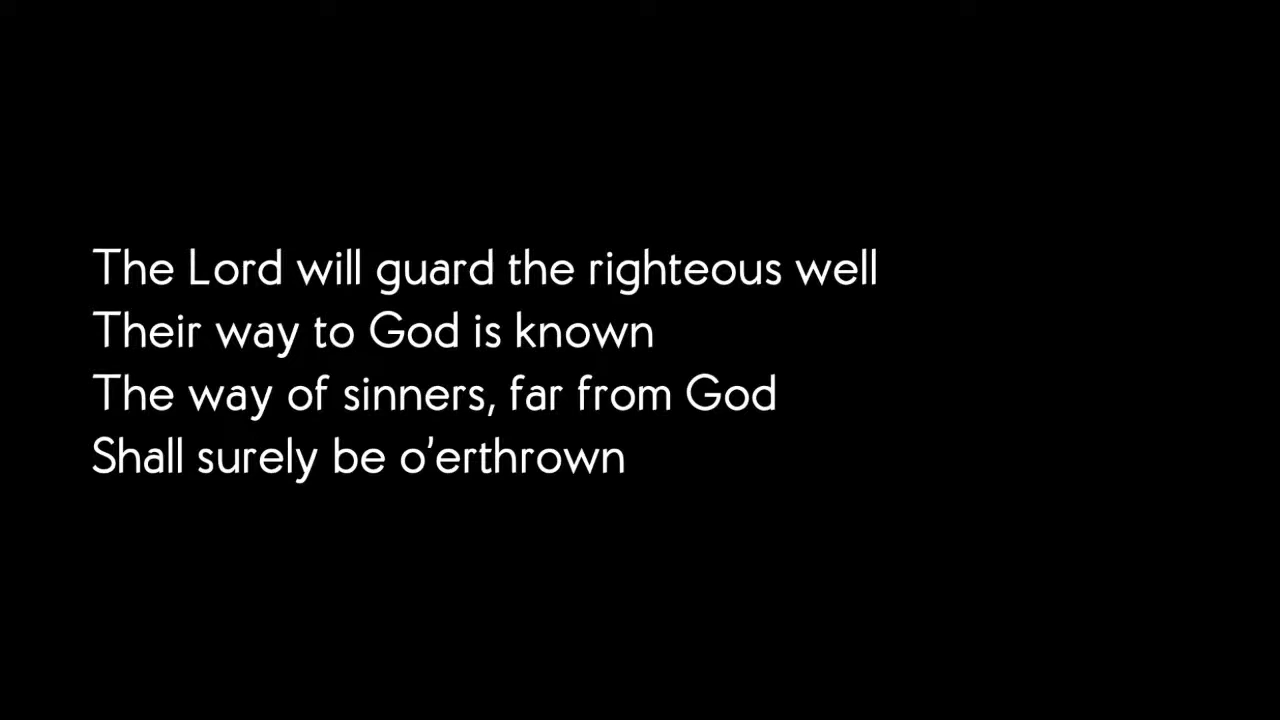 The Lord will guard the righteous well
Their way to God is known
The way of sinners, far from God
Shall surely be o’erthrown